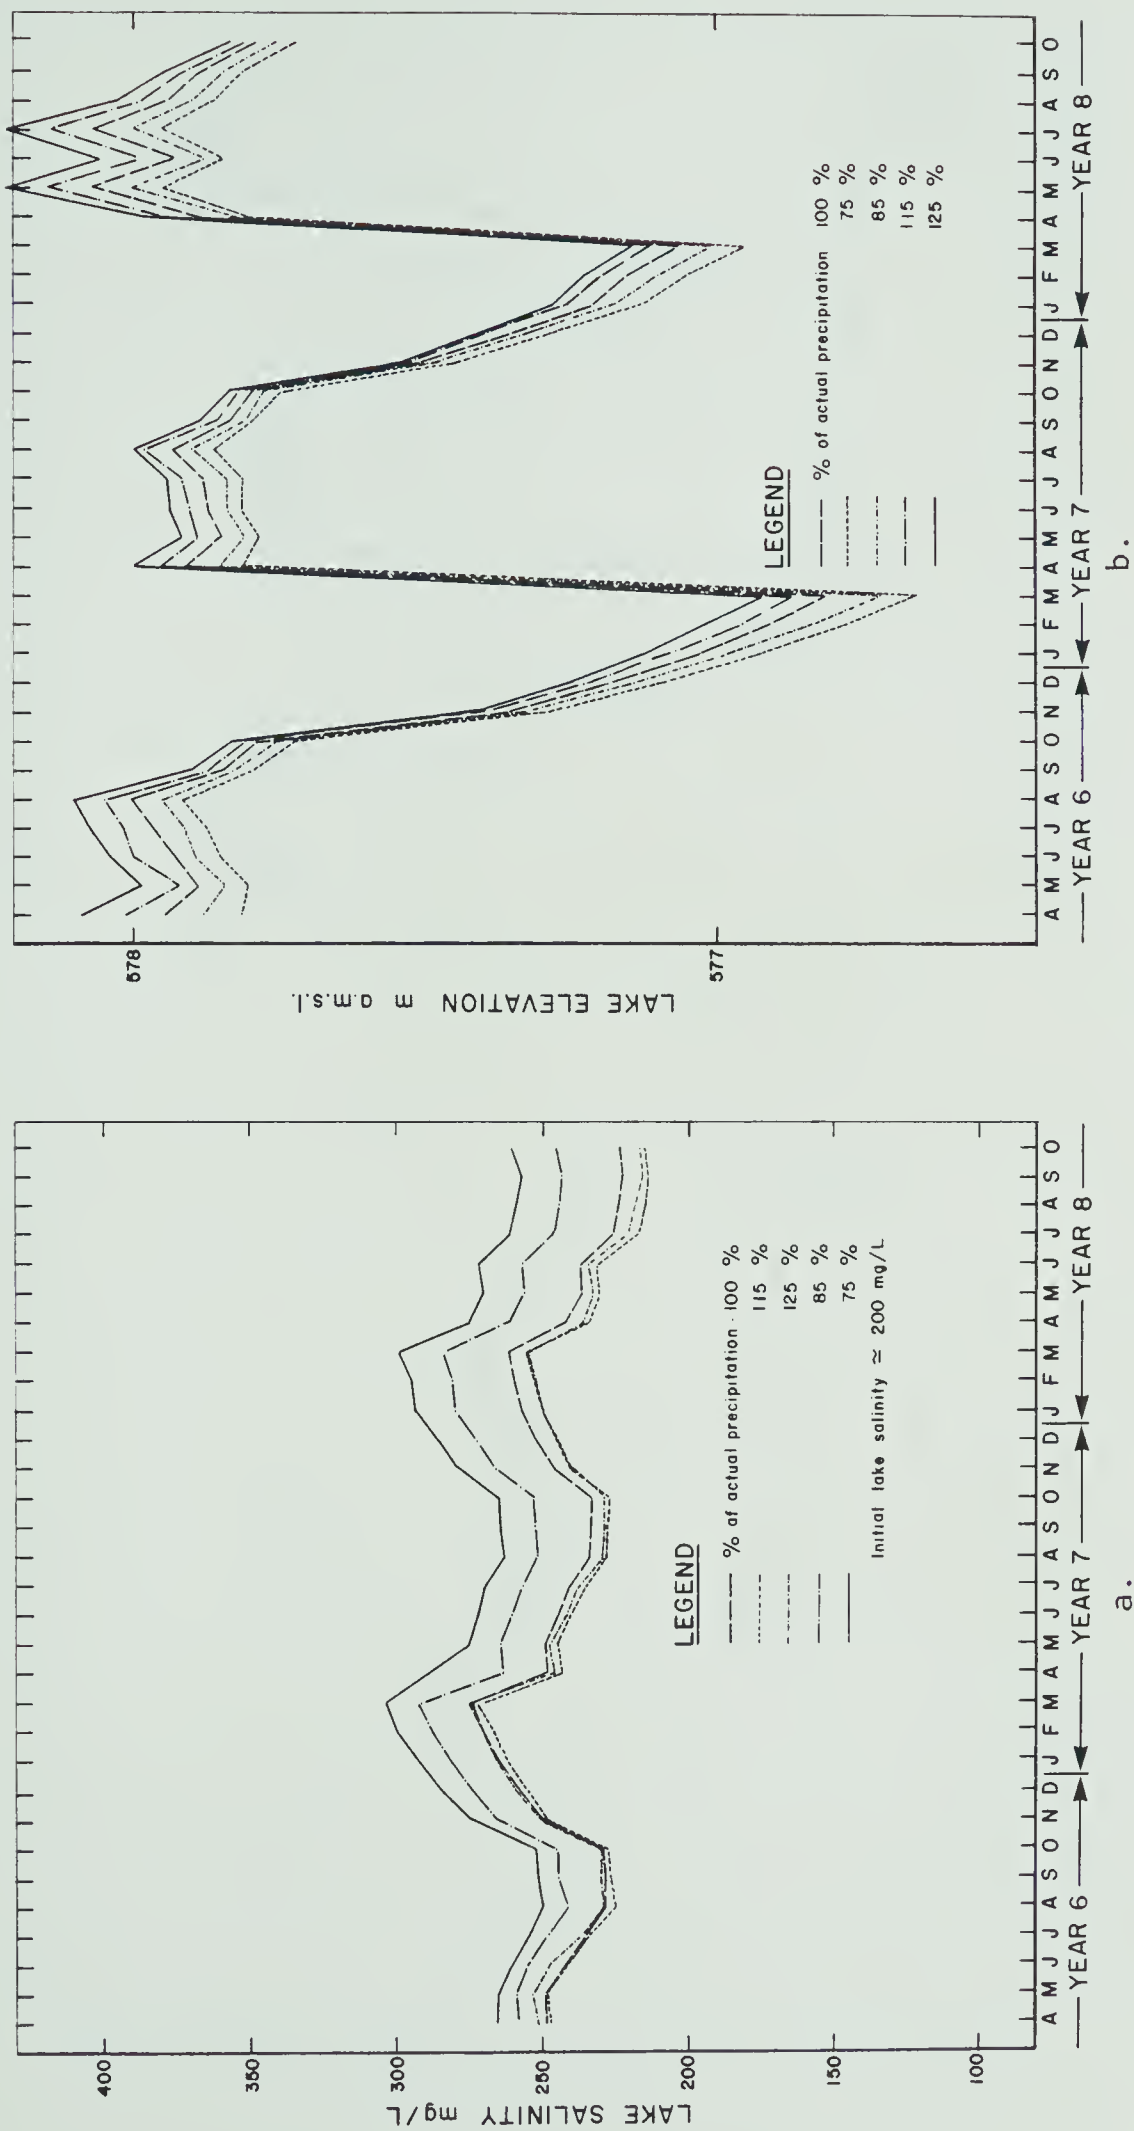 LAKE SALINITY mg/L
400
350
300
250
200
150
100
LEGEND
% of actual precipitation · 100 %
115 %
125 %
85 %
75 %
Initial lake salinity ≃ 200 mg/L
A M J J A S O N D J F M A M J J A S O N D J F M A M J J A S O
YEAR 6 YEAR 7 YEAR 8
a.
LAKE ELEVATION m a.m.s.l.
578
577
LEGEND
% of actual precipitation 100 %
75 %
85 %
115 %
125 %
A M J J A S O N D J F M A M J J A S O N D J F M A M J J A S O
YEAR 6 YEAR 7 YEAR 8
b.